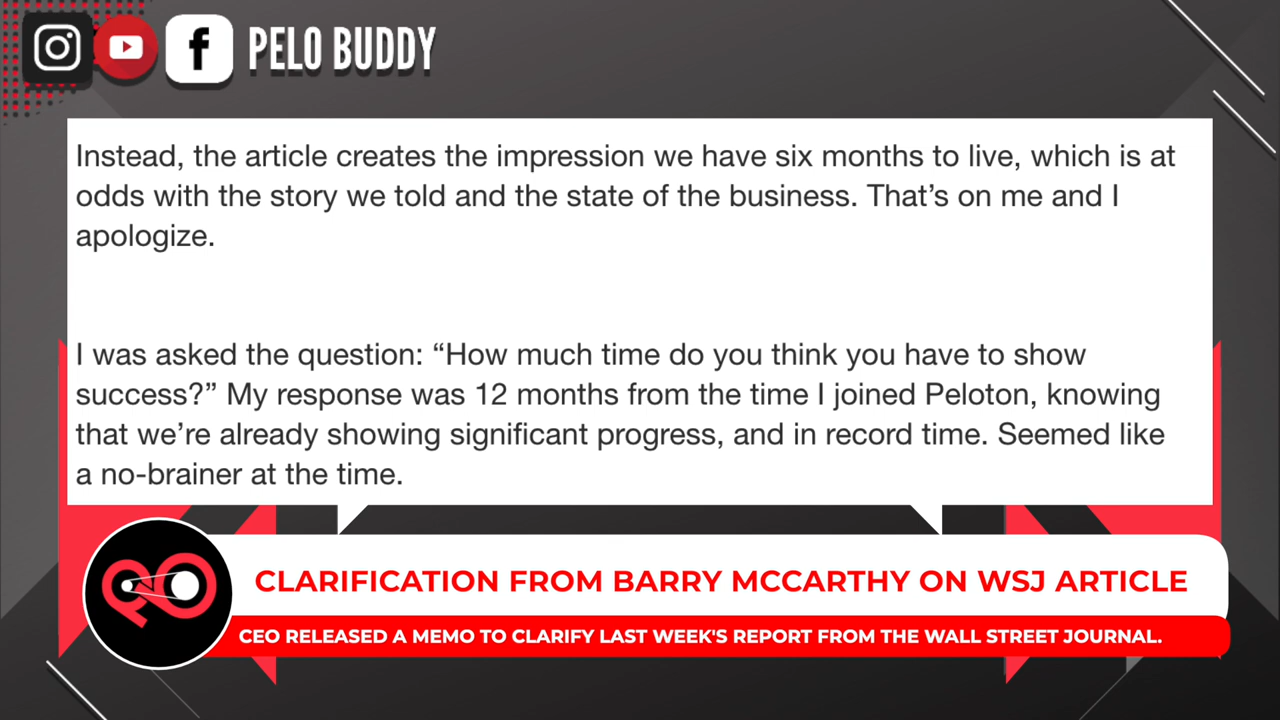 PELO BUDDY
Instead, the article creates the impression we have six months to live, which is at
odds with the story we told and the state of the business. That’s on me and I
apologize.
I was asked the question: “How much time do you think you have to show
success?” My response was 12 months from the time I joined Peloton, knowing
that we’re already showing significant progress, and in record time. Seemed like
a no-brainer at the time.
CLARIFICATION FROM BARRY MCCARTHY ON WSJ ARTICLE
CEO RELEASED A MEMO TO CLARIFY LAST WEEK'S REPORT FROM THE WALL STREET JOURNAL.